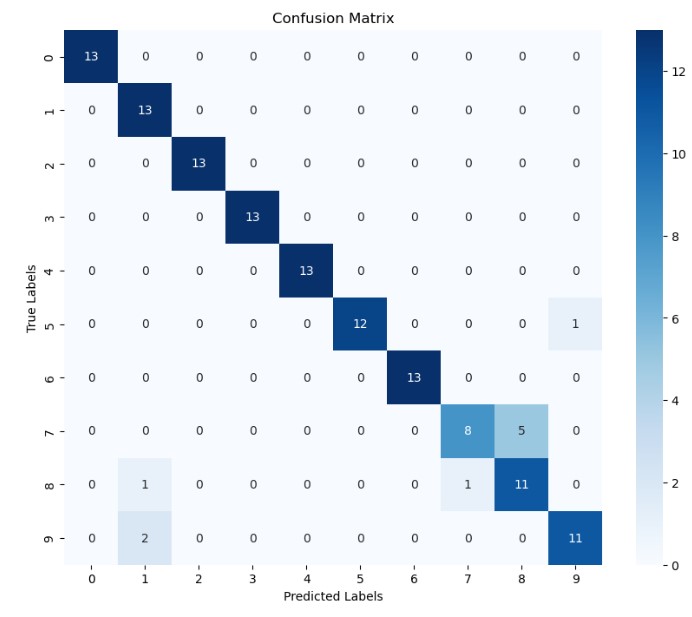 Confusion Matrix
0 13 0 0 0 0 0 0 0 0 0
1 0 13 0 0 0 0 0 0 0 0
2 0 0 13 0 0 0 0 0 0 0
3 0 0 0 13 0 0 0 0 0 0
4 0 0 0 0 13 0 0 0 0 0
5 0 0 0 0 0 12 0 0 0 1
6 0 0 0 0 0 0 13 0 0 0
7 0 0 0 0 0 0 0 8 5 0
8 0 1 0 0 0 0 0 1 11 0
9 0 2 0 0 0 0 0 0 0 11
0 1 2 3 4 5 6 7 8 9
Predicted Labels
True Labels
12
10
8
6
4
2
0